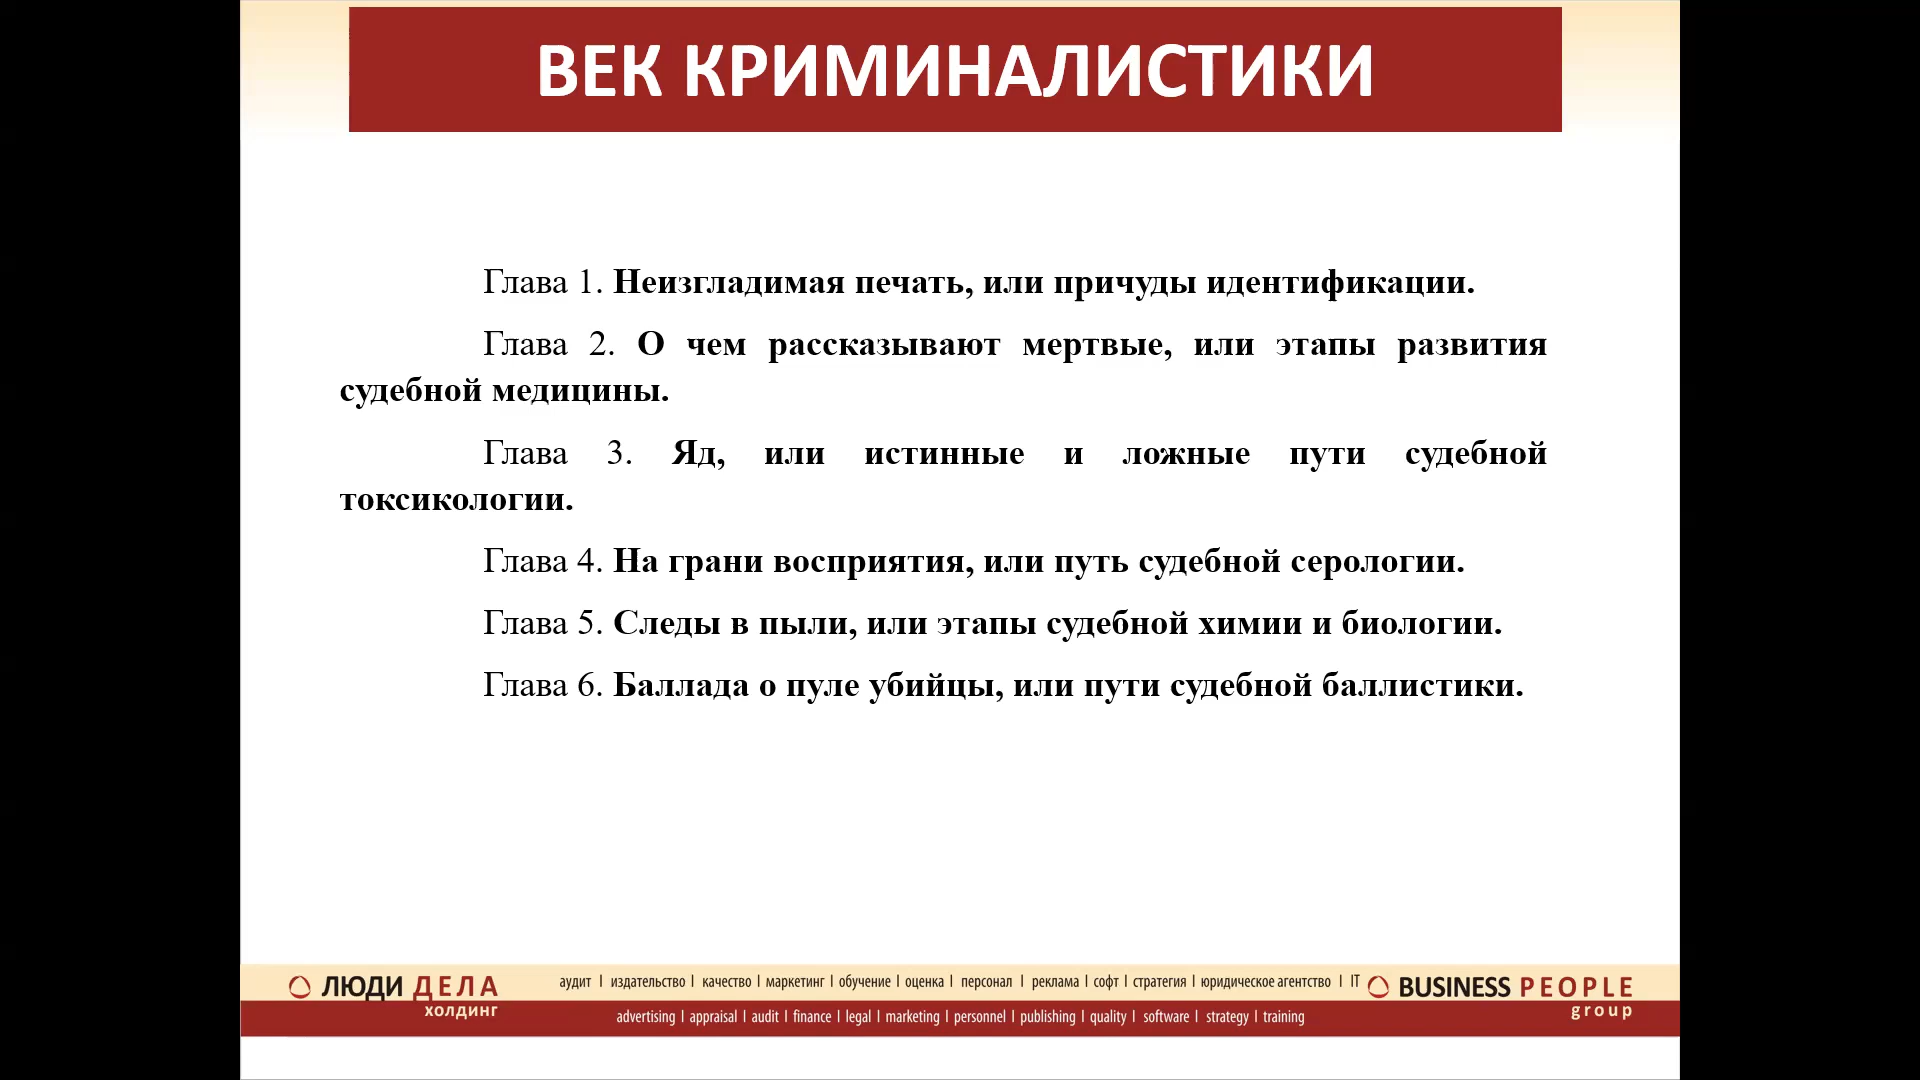 ВЕК КРИМИНАЛИСТИКИ
Глава 1. Неизгладимая печать, или причуды идентификации.
Глава 2. О чем рассказывают мертвые, или этапы развития
судебной медицины.
Глава 3. Яд, или истинные и ложные пути судебной
токсикологии.
Глава 4. На грани восприятия, или путь судебной серологии.
Глава 5. Следы в пыли, или этапы судебной химии и биологии.
Глава 6. Баллада о пуле убийцы, или пути судебной баллистики.
ЛЮДИ ДЕЛА
холдинг
аудит | издательство | качество | маркетинг | обучение | оценка | персонал | реклама | софт | стратегия | юридическое агентство | IT
advertising | appraisal | audit | finance | legal | marketing | personnel | publishing | quality | software | strategy | training
BUSINESS PEOPLE
group